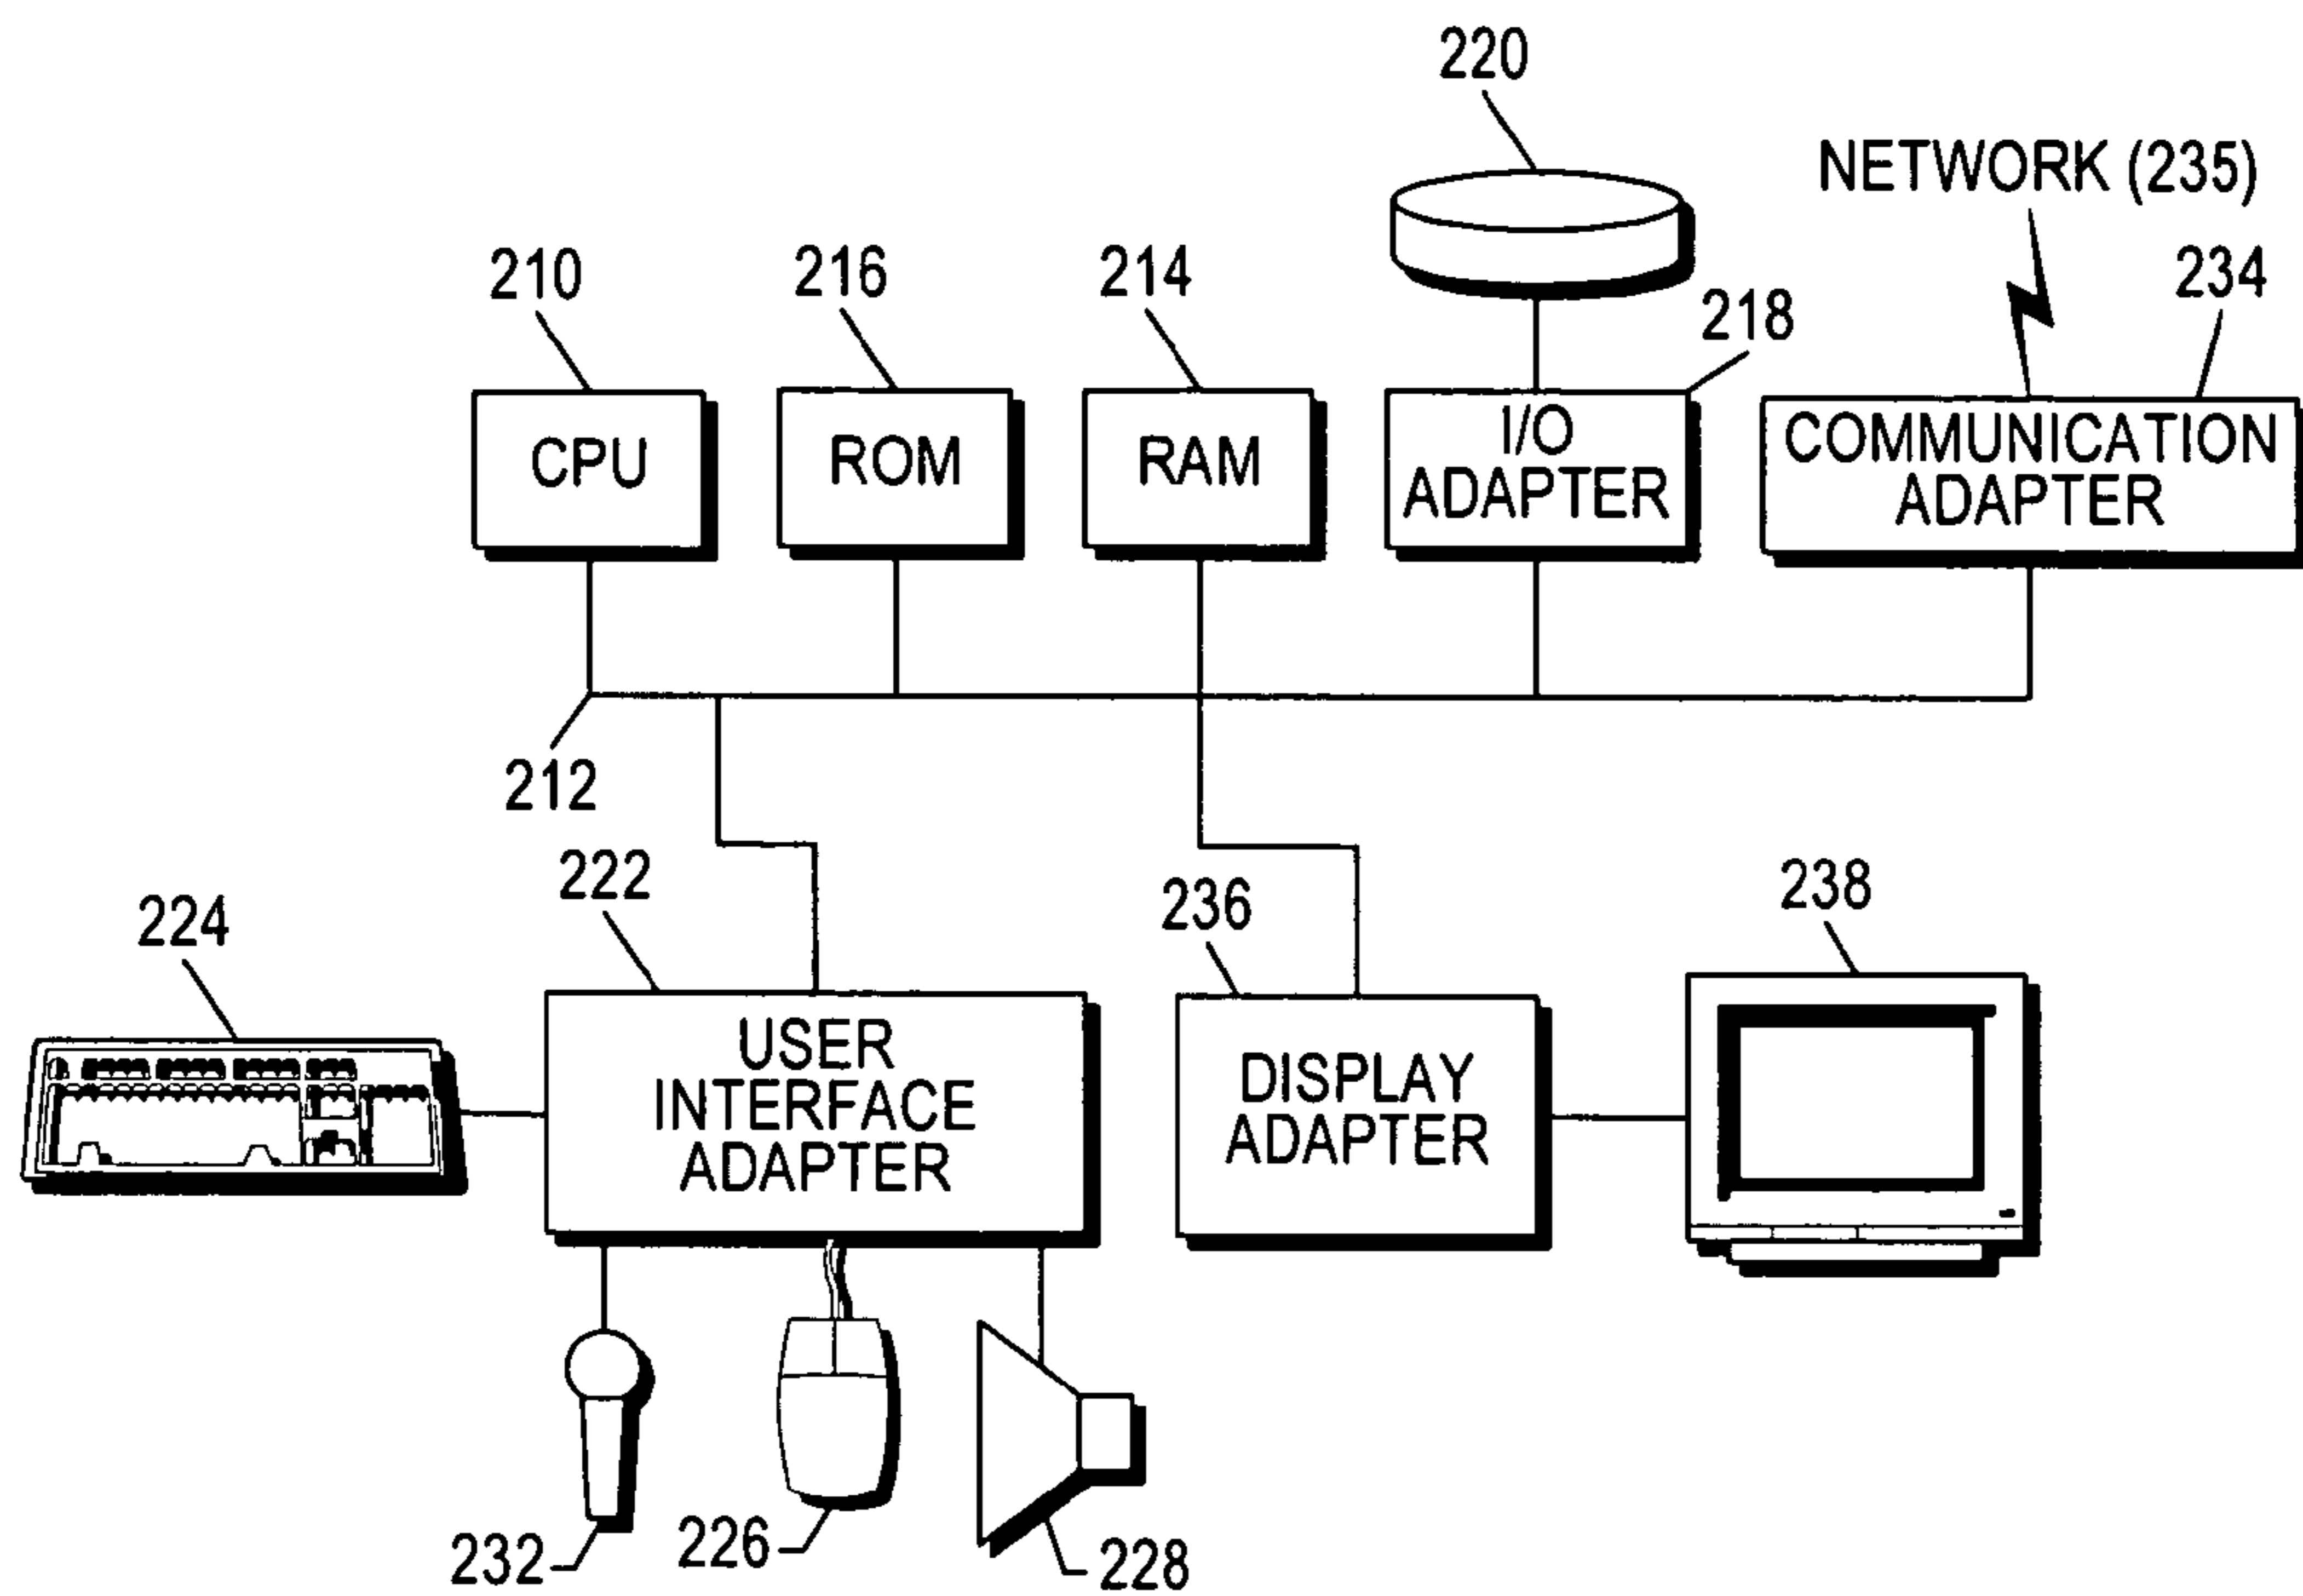 220
NETWORK (235)
210
216
214
234
218
CPU
ROM
RAM
I/O
ADAPTER
COMMUNICATION
ADAPTER
212
222
236
238
224
USER
INTERFACE
ADAPTER
DISPLAY
ADAPTER
232
226
228